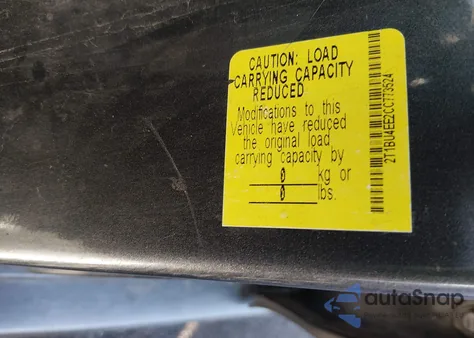 CAUTION: LOAD
CARRYING CAPACITY
REDUCED
Modifications to this
Vehicle have reduced
the original load
carrying capacity by
0 kg or
0 lbs.
2T1BU4EE2CC773524
autoSnap